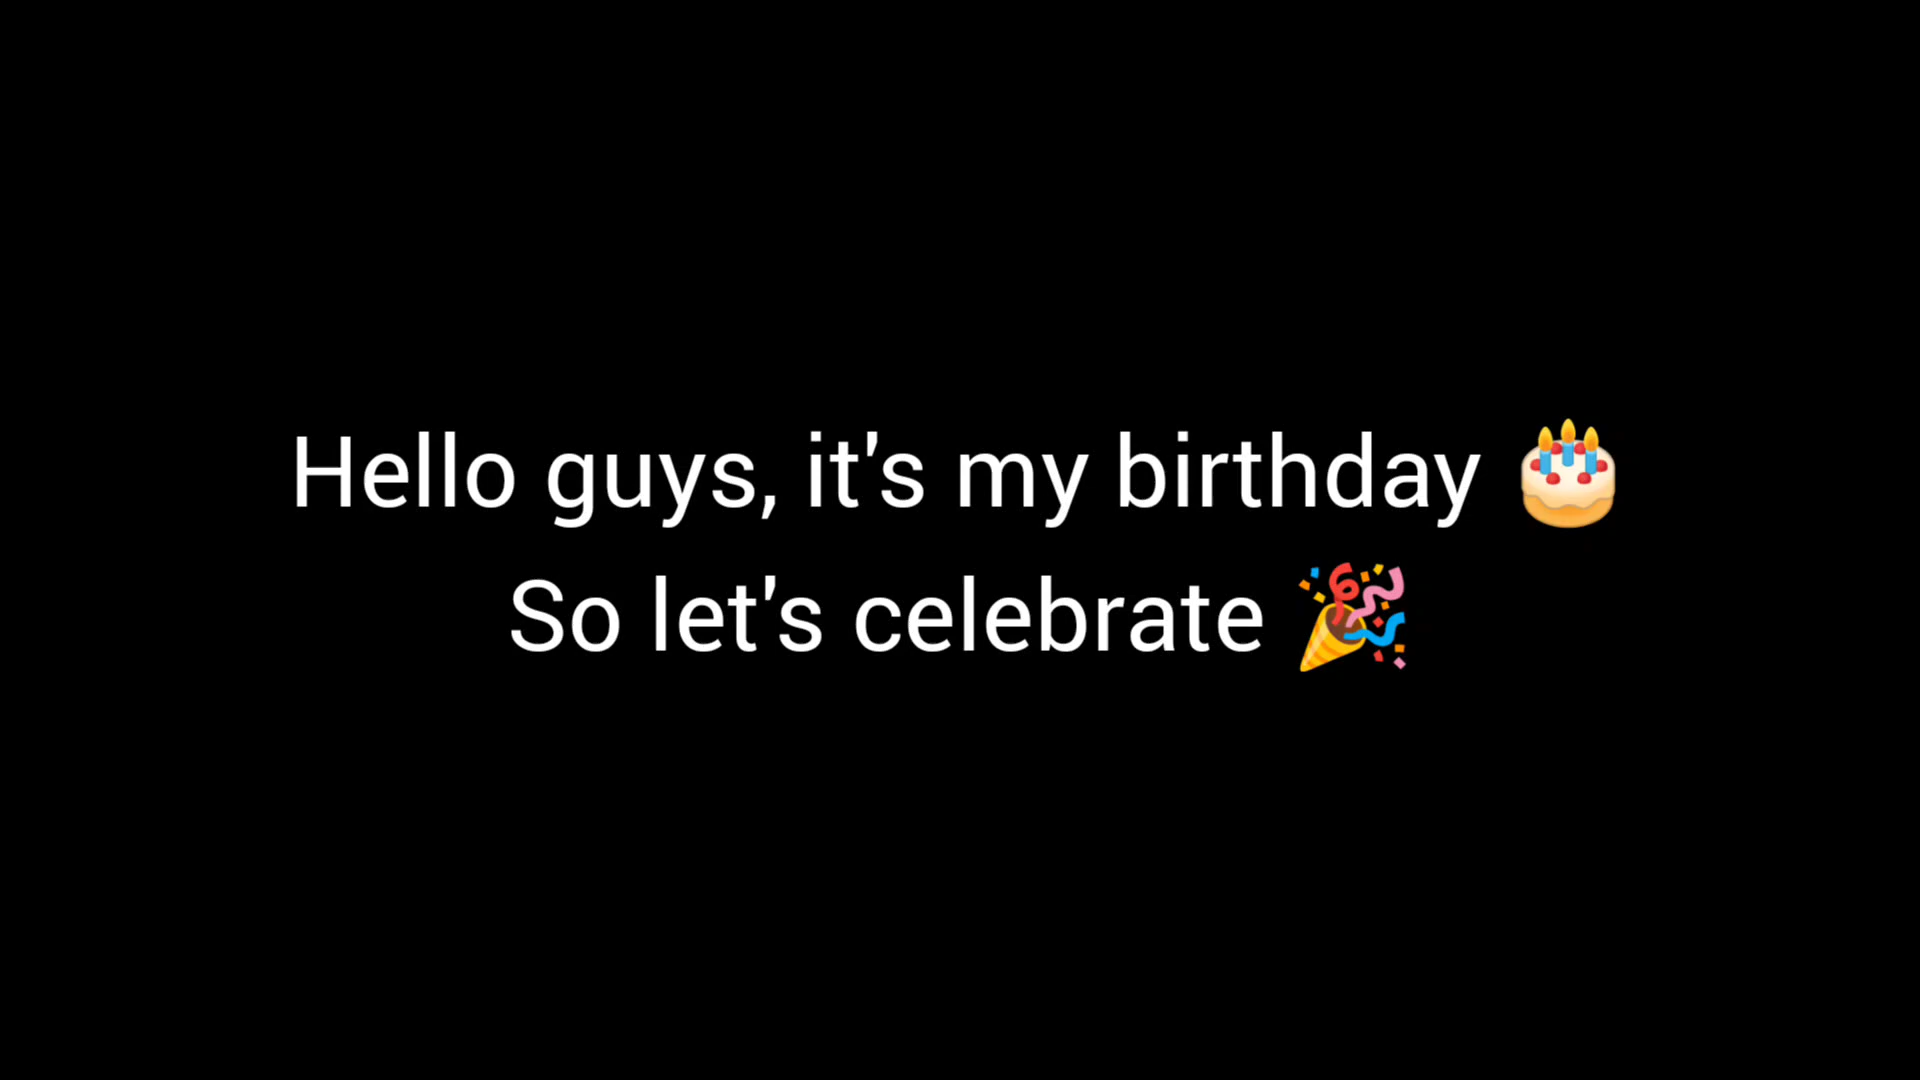 Hello guys, it's my birthday 🎂
So let's celebrate 🎉